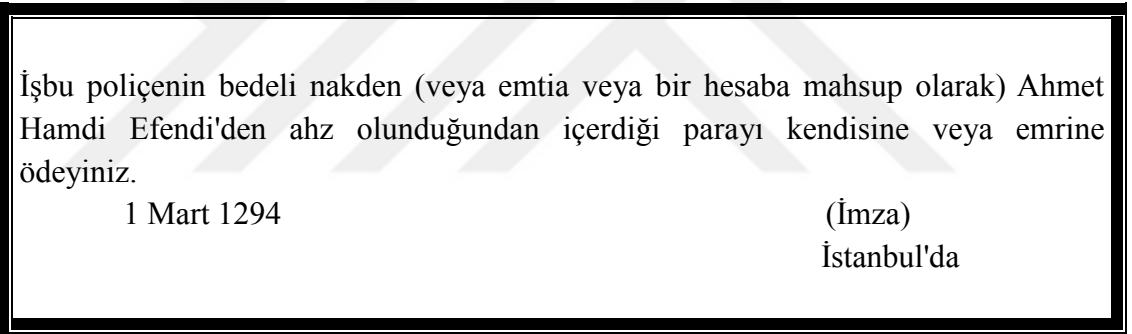 İşbu poliçenin bedeli nakden (veya emtia veya bir hesaba mahsup olarak) Ahmet
Hamdi Efendi'den ahz olunduğundan içerdiği parayı kendisine veya emrine
ödeyiniz.
1 Mart 1294 (İmza)
İstanbul'da